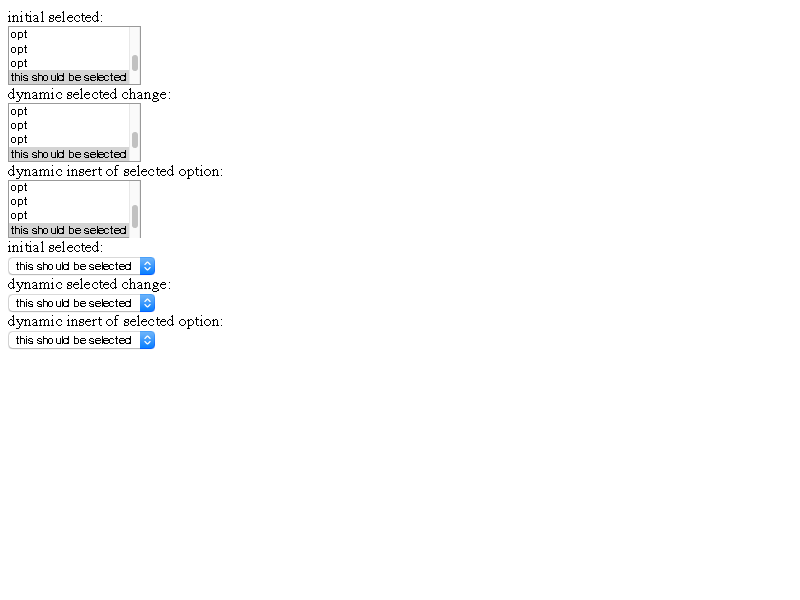 initial selected:
opt
opt
opt
this should be selected
dynamic selected change:
opt
opt
opt
this should be selected
dynamic insert of selected option:
opt
opt
opt
this should be selected
initial selected:
this should be selected
dynamic selected change:
this should be selected
dynamic insert of selected option:
this should be selected